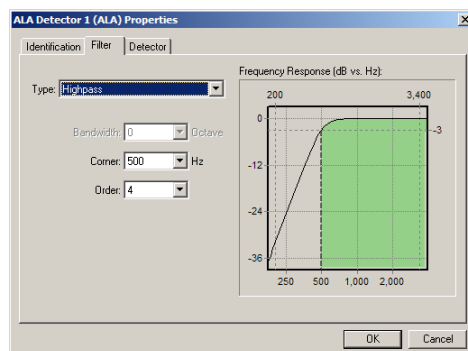 ALA Detector 1 (ALA) Properties
Identification Filter Detector
Type: Highpass
Bandwidth: 0 Octave
Corner: 500 Hz
Order: 4
Frequency Response (dB vs. Hz):
200 3,400
0
-3
-12
-24
-36
250 500 1,000 2,000
OK Cancel